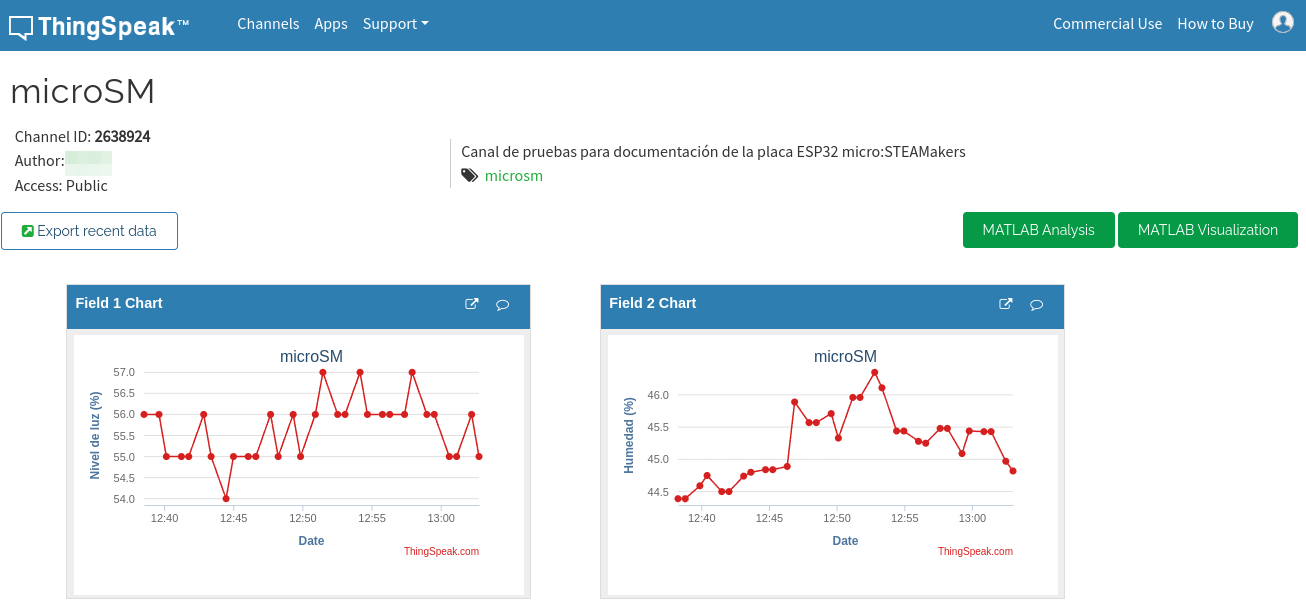 ThingSpeak™ Channels Apps Support Commercial Use How to Buy
microSM
Channel ID: 2638924
Author:
Access: Public
Canal de pruebas para documentación de la placa ESP32 micro:STEAMakers
microsm
Export recent data
MATLAB Analysis MATLAB Visualization
Field 1 Chart
microSM
Nivel de luz (%)
57.0
56.5
56.0
55.5
55.0
54.5
54.0
12:40 12:45 12:50 12:55 13:00
Date
ThingSpeak.com
Field 2 Chart
microSM
Humedad (%)
46.0
45.5
45.0
44.5
12:40 12:45 12:50 12:55 13:00
Date
ThingSpeak.com